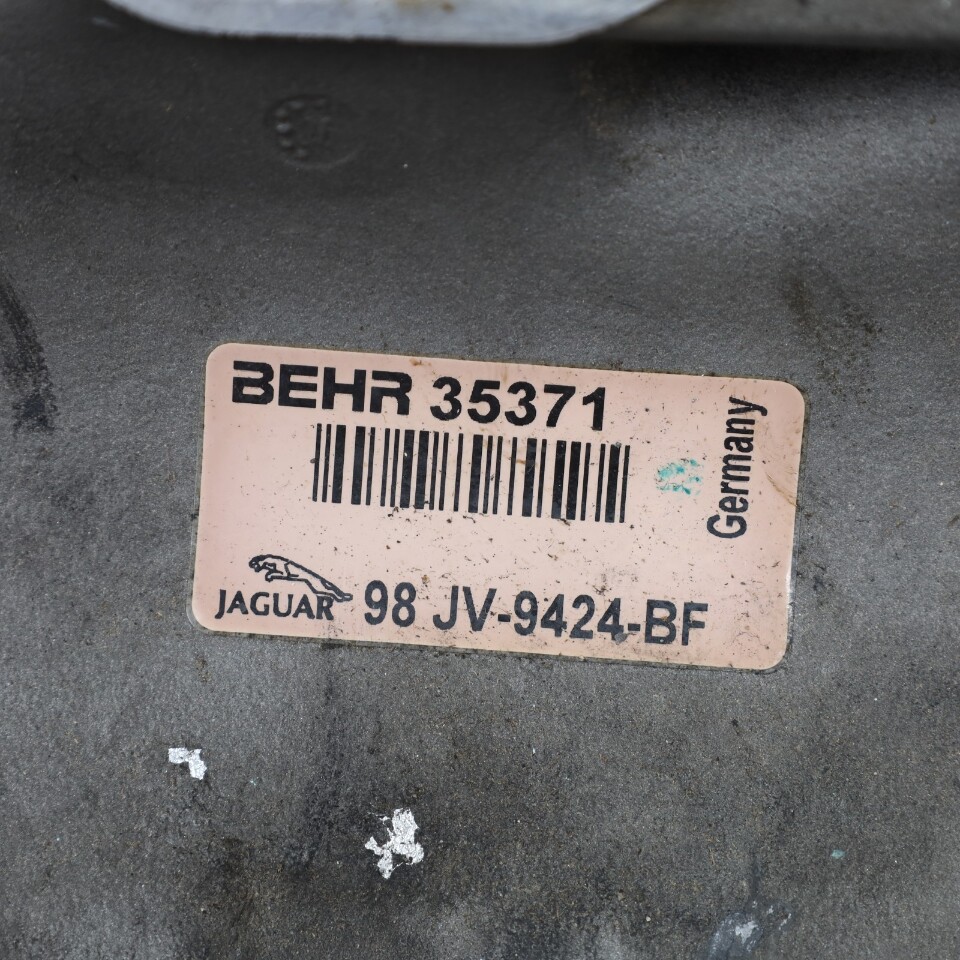 BEHR 35371
Germany
JAGUAR 98 JV-9424-BF